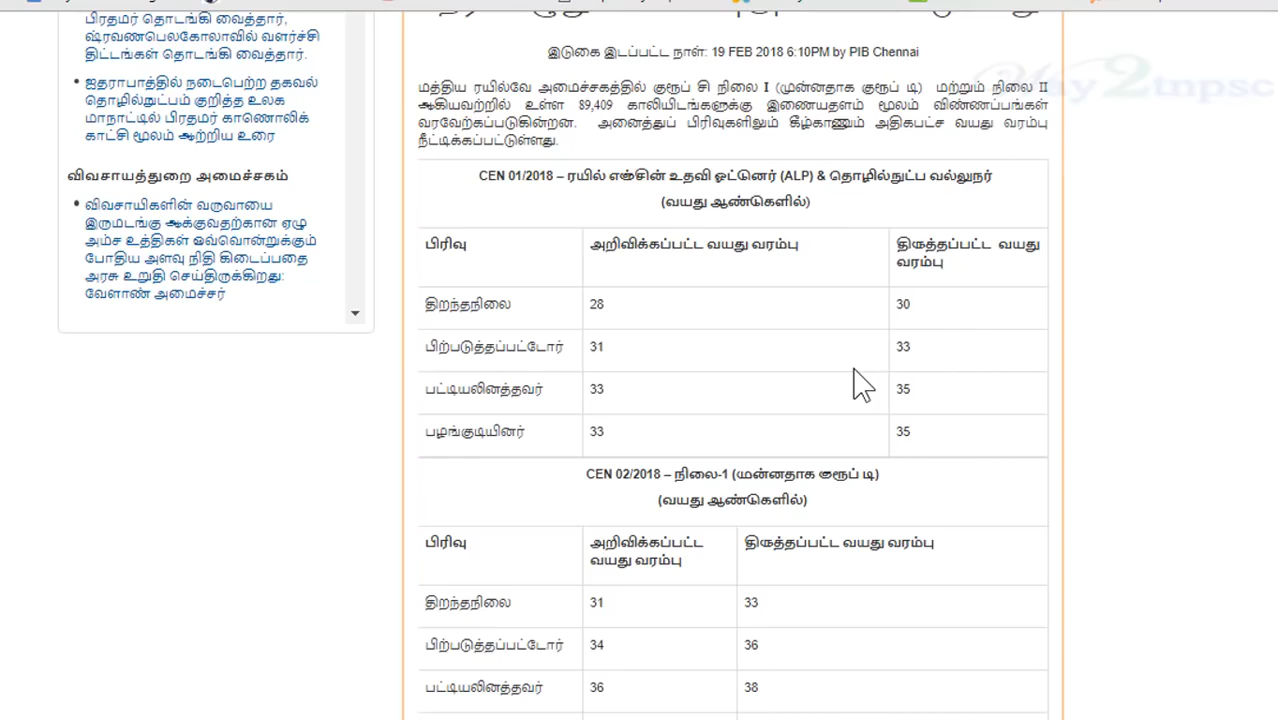 பிரதமர் தொடங்கி வைத்தார்,
ஷ்ரவணபெலகோலாவில் வளர்ச்சி
திட்டங்கள் தொடங்கி வைத்தார்.
ஐதராபாத்தில் நடைபெற்ற தகவல்
தொழில்நுட்பம் குறித்த உலக
மாநாட்டில் பிரதமர் காணொலிக்
காட்சி மூலம் ஆற்றிய உரை
விவசாயத்துறை அமைச்சகம்
விவசாயிகளின் வருவாயை
இருமடங்கு ஆக்குவதற்கான ஏழு
அம்ச உத்திகள் ஒவ்வொன்றுக்கும்
போதிய அளவு நிதி கிடைப்பதை
அரசு உறுதி செய்திருக்கிறது:
வேளாண் அமைச்சர்
இடுகை இடப்பட்ட நாள்: 19 FEB 2018 6:10PM by PIB Chennai
Way2tnpsc
மத்திய ரயில்வே அமைச்சகத்தில் குரூப் சி நிலை I (முன்னதாக குரூப் டி) மற்றும் நிலை II
ஆகியவற்றில் உள்ள 89,409 காலியிடங்களுக்கு இணையதளம் மூலம் விண்ணப்பங்கள்
வரவேற்கப்படுகின்றன. அனைத்துப் பிரிவுகளிலும் கீழ்காணும் அதிகபட்ச வயது வரம்பு
நீட்டிக்கப்பட்டுள்ளது.
CEN 01/2018 – ரயில் எஞ்சின் உதவி ஓட்டுனர் (ALP) & தொழில்நுட்ப வல்லுநர்
(வயது ஆண்டுகளில்)
பிரிவு அறிவிக்கப்பட்ட வயது வரம்பு திருத்தப்பட்ட வயது
வரம்பு
திறந்தநிலை 28 30
பிற்படுத்தப்பட்டோர் 31 33
பட்டியலினத்தவர் 33 35
பழங்குடியினர் 33 35
CEN 02/2018 – நிலை-1 (முன்னதாக குரூப் டி)
(வயது ஆண்டுகளில்)
பிரிவு அறிவிக்கப்பட்ட திருத்தப்பட்ட வயது வரம்பு
வயது வரம்பு
திறந்தநிலை 31 33
பிற்படுத்தப்பட்டோர் 34 36
பட்டியலினத்தவர் 36 38